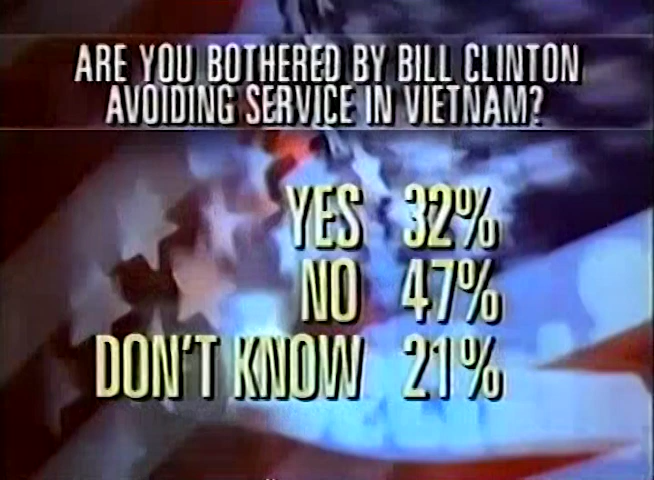 ARE YOU BOTHERED BY BILL CLINTON
AVOIDING SERVICE IN VIETNAM?
YES 32%
NO 47%
DON'T KNOW 21%